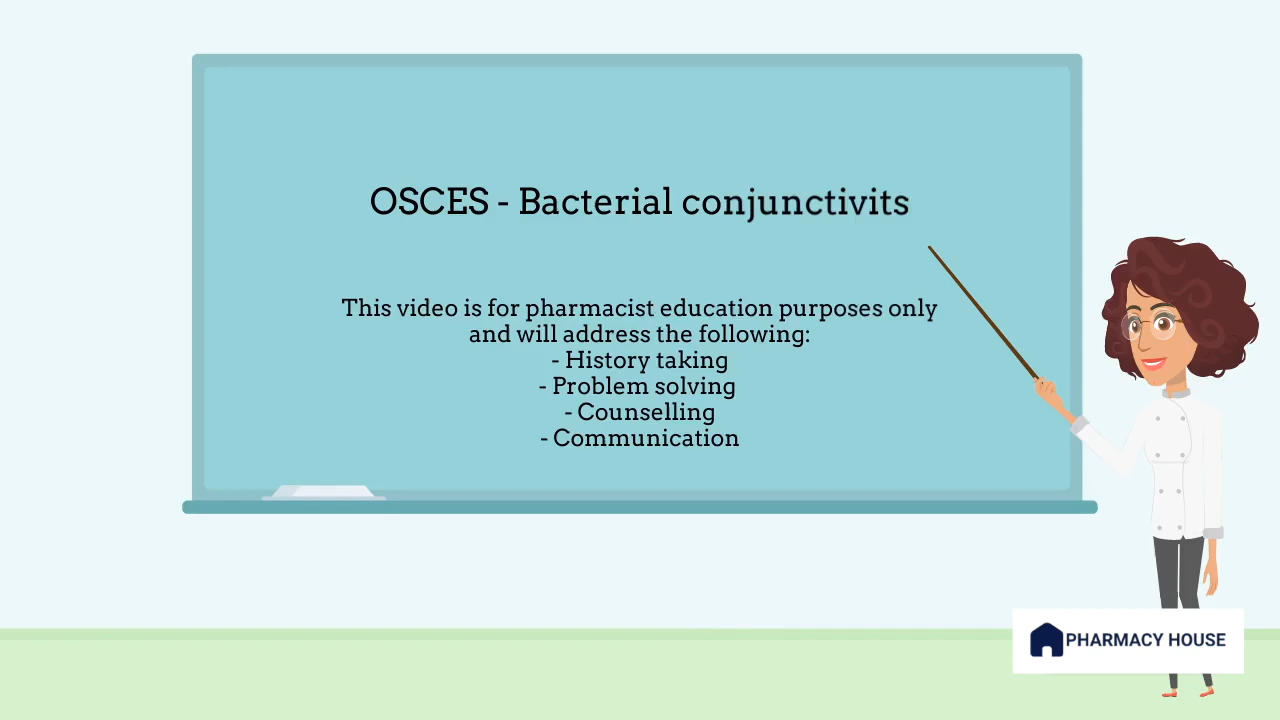 OSCES - Bacterial conjunctivits
This video is for pharmacist education purposes only
and will address the following:
- History taking
- Problem solving
- Counselling
- Communication
PHARMACY HOUSE